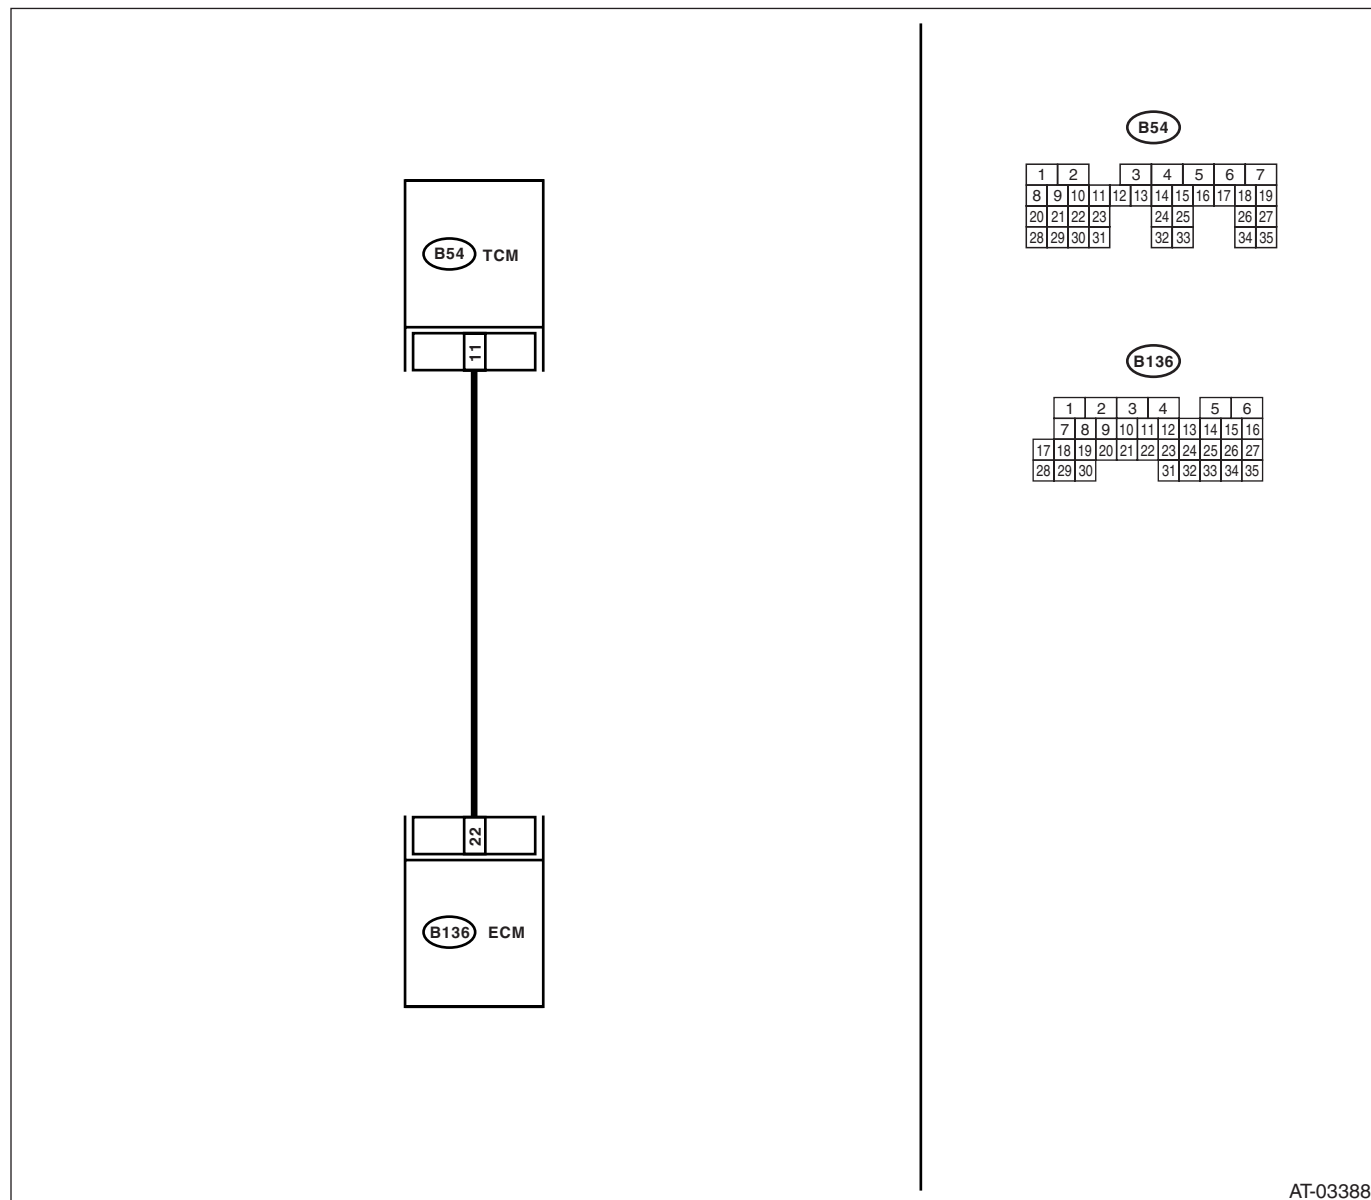 B54 TCM
11
22
B136 ECM
B54
1 2 3 4 5 6 7
8 9 10 11 12 13 14 15 16 17 18 19
20 21 22 23 24 25 26 27
28 29 30 31 32 33 34 35
B136
1 2 3 4 5 6
7 8 9 10 11 12 13 14 15 16
17 18 19 20 21 22 23 24 25 26 27
28 29 30 31 32 33 34 35
AT-03388